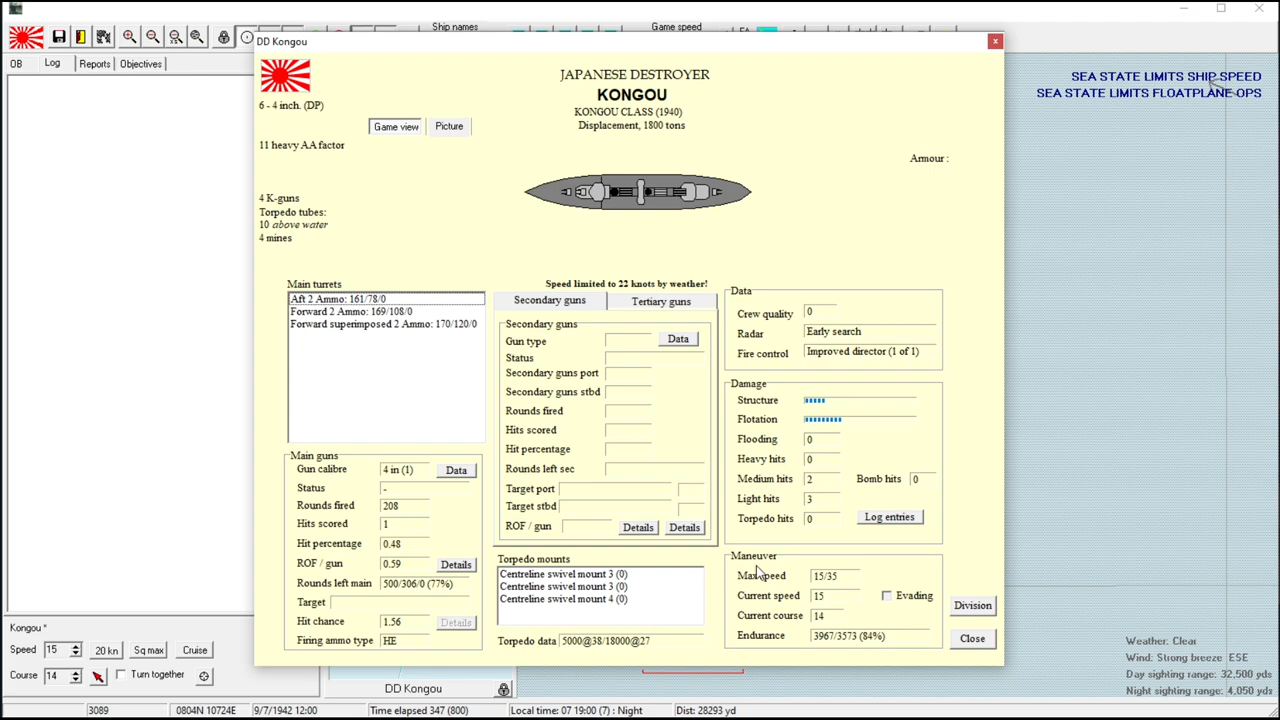 Ship names
Game speed
DD Kongou
OB
Log
Reports
Objectives
SEA STATE LIMITS SHIP SPEED
SEA STATE LIMITS FLOATPLANE OPS
JAPANESE DESTROYER
KONGOU
KONGOU CLASS (1940)
Displacement, 1800 tons
6 - 4 inch. (DP)
Game view
Picture
11 heavy AA factor
Armour :
4 K-guns
Torpedo tubes:
10 above water
4 mines
Speed limited to 22 knots by weather!
Main turrets
Aft 2 Ammo: 161/78/0
Forward 2 Ammo: 169/108/0
Forward superimposed 2 Ammo: 170/120/0
Main guns
Gun calibre 4 in (1) Data
Status -
Rounds fired 208
Hits scored 1
Hit percentage 0.48
ROF / gun 0.59 Details
Rounds left main 500/306/0 (77%)
Target
Hit chance 1.56 Details
Firing ammo type HE
Secondary guns
Tertiary guns
Secondary guns
Gun type Data
Status
Secondary guns port
Secondary guns stbd
Rounds fired
Hits scored
Hit percentage
Rounds left sec
Target port
Target stbd
ROF / gun Details Details
Torpedo mounts
Centreline swivel mount 3 (0)
Centreline swivel mount 3 (0)
Centreline swivel mount 4 (0)
Torpedo data 5000@38/18000@27
Data
Crew quality 0
Radar Early search
Fire control Improved director (1 of 1)
Damage
Structure
Flotation
Flooding 0
Heavy hits 0
Medium hits 2 Bomb hits 0
Light hits 3
Torpedo hits 0 Log entries
Maneuver
Max speed 15/35
Current speed 15 Evading
Current course 14
Endurance 3967/3573 (84%)
Division
Close
Kongou *
Speed 15 20 kn Sq max Cruise
Course 14 Turn together
DD Kongou
Weather: Clear
Wind: Strong breeze ESE
Day sighting range: 32,500 yds
Night sighting range: 4,050 yds
3089 0804N 10724E 9/7/1942 12:00 Time elapsed 347 (800) Local time: 07 19:00 (7) : Night Dist: 28293 yd